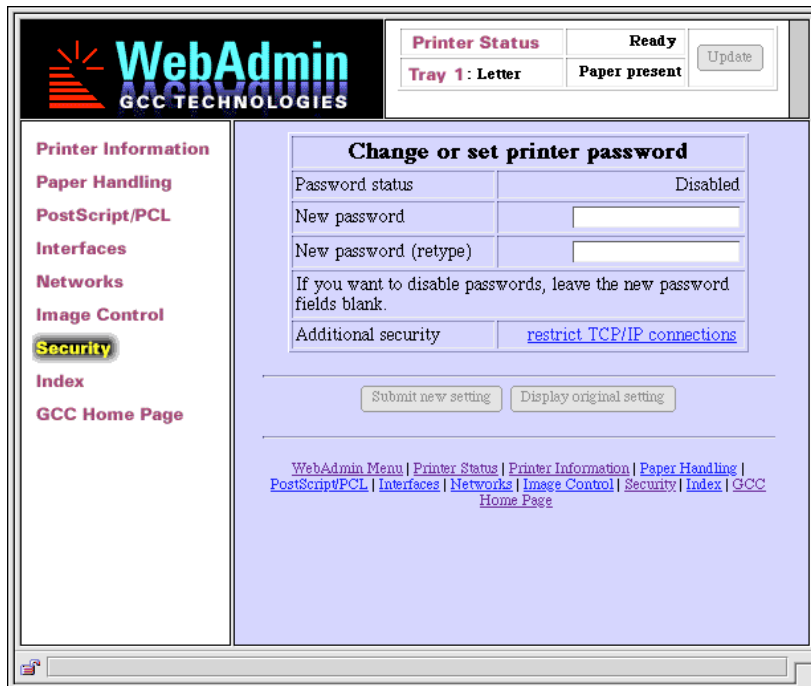 WebAdmin
GCC TECHNOLOGIES
Printer Status Ready
Tray 1: Letter Paper present
Update
Printer Information
Paper Handling
PostScript/PCL
Interfaces
Networks
Image Control
Security
Index
GCC Home Page
Change or set printer password
Password status Disabled
New password
New password (retype)
If you want to disable passwords, leave the new password
fields blank.
Additional security restrict TCP/IP connections
Submit new setting Display original setting
WebAdmin Menu | Printer Status | Printer Information | Paper Handling |
PostScript/PCL | Interfaces | Networks | Image Control | Security | Index | GCC
Home Page